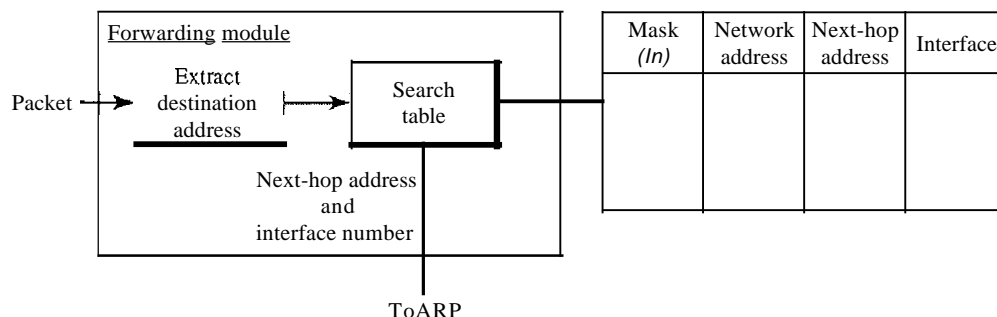 Forwarding module
Packet
Extract
destination
address
Search
table
Next-hop address
and
interface number
ToARP
Mask
(In)
Network
address
Next-hop
address
Interface